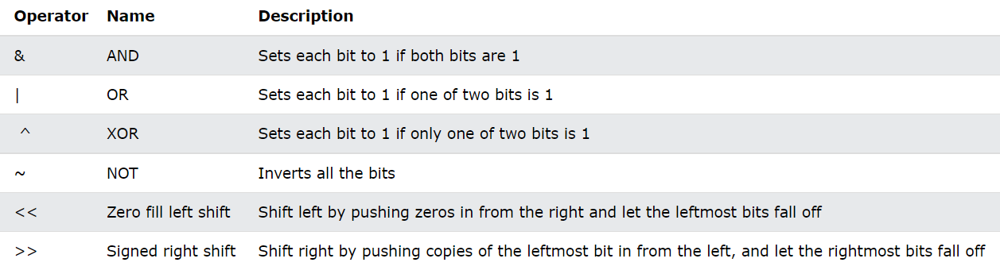 Operator Name Description
& AND Sets each bit to 1 if both bits are 1
| OR Sets each bit to 1 if one of two bits is 1
^ XOR Sets each bit to 1 if only one of two bits is 1
~ NOT Inverts all the bits
<< Zero fill left shift Shift left by pushing zeros in from the right and let the leftmost bits fall off
>> Signed right shift Shift right by pushing copies of the leftmost bit in from the left, and let the rightmost bits fall off